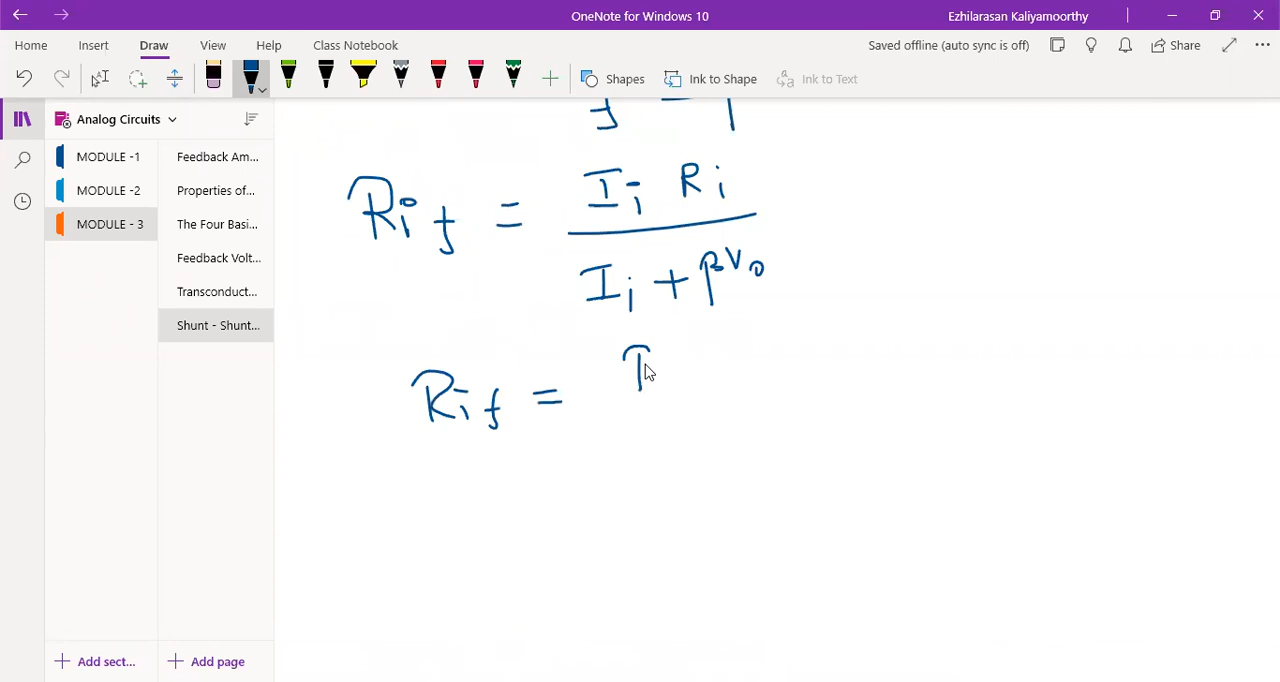 OneNote for Windows 10
Ezhilarasan Kaliyamoorthy
Home Insert Draw View Help Class Notebook
Saved offline (auto sync is off)
Share
Shapes
Ink to Shape
Ink to Text
Analog Circuits
MODULE -1
MODULE -2
MODULE - 3
Feedback Am...
Properties of...
The Four Basi...
Feedback Volt...
Transconduct...
Shunt - Shunt...
Add sect...
Add page
Rif = Ii Ri
Ii + βVo
Rif = I